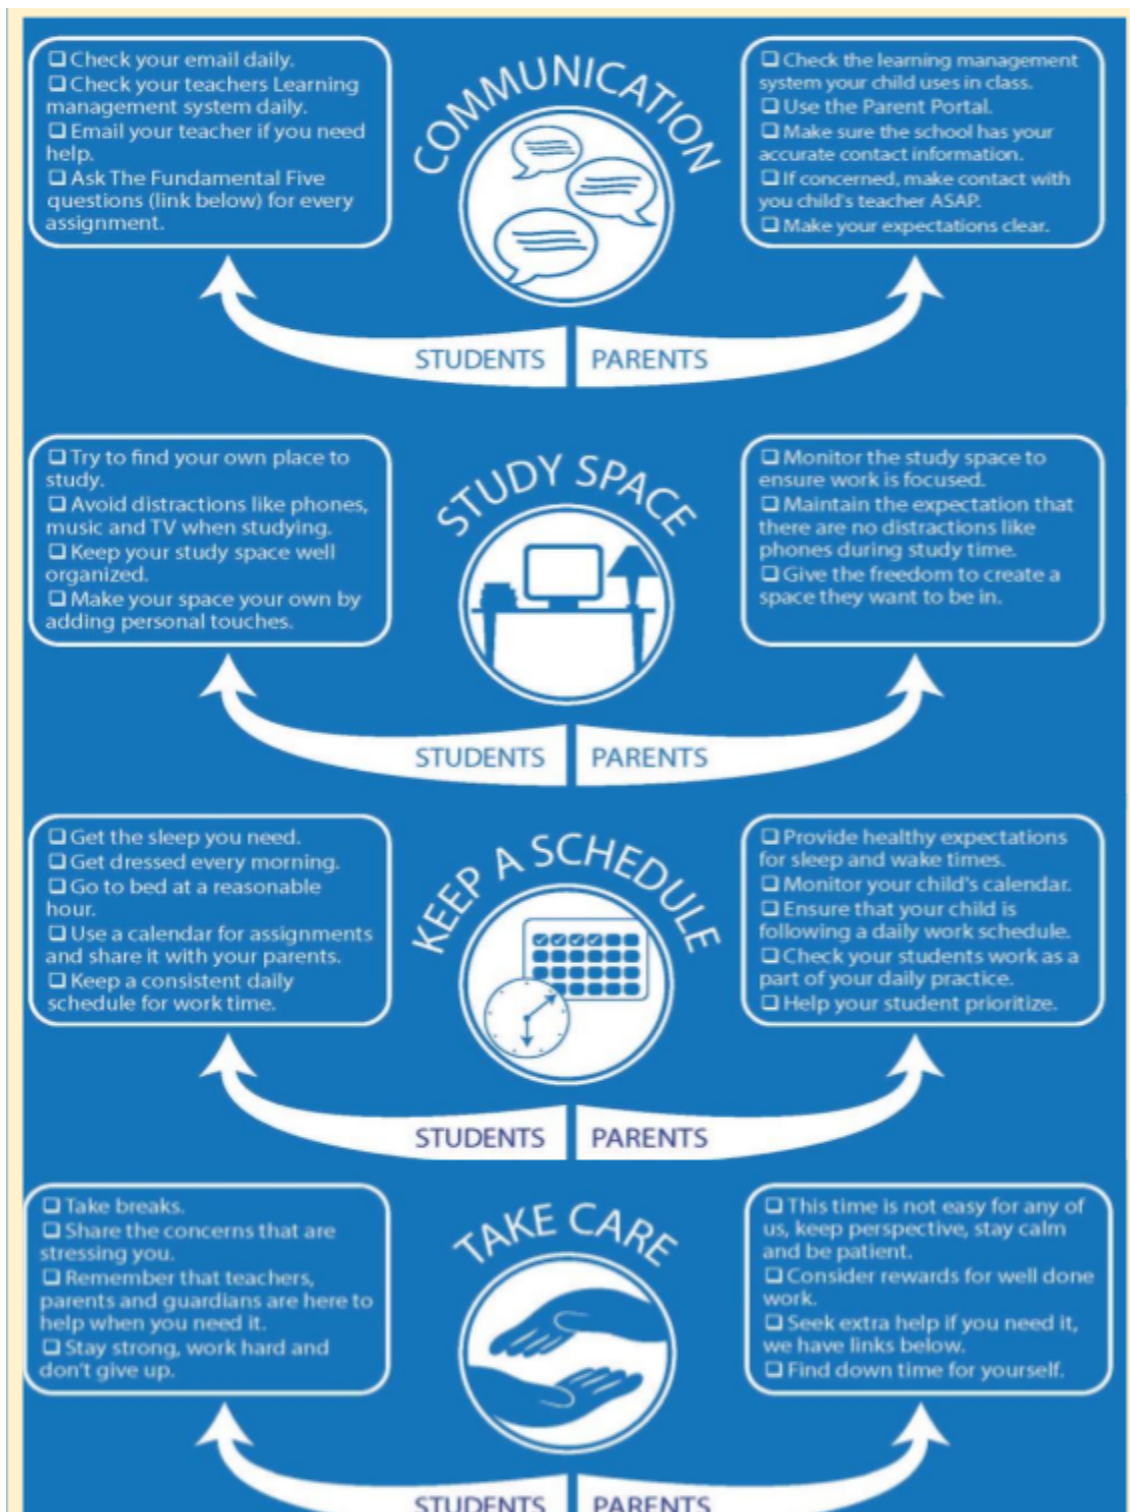 ❑ Check your email daily.
❑ Check your teachers Learning
management system daily.
❑ Email your teacher if you need
help.
❑ Ask The Fundamental Five
questions (link below) for every
assignment.
COMMUNICATION
❑ Check the learning management
system your child uses in class.
❑ Use the Parent Portal.
❑ Make sure the school has your
accurate contact information.
❑ If concerned, make contact with
you child's teacher ASAP.
❑ Make your expectations clear.
STUDENTS
PARENTS
❑ Try to find your own place to
study.
❑ Avoid distractions like phones,
music and TV when studying.
❑ Keep your study space well
organized.
❑ Make your space your own by
adding personal touches.
STUDY SPACE
❑ Monitor the study space to
ensure work is focused.
❑ Maintain the expectation that
there are no distractions like
phones during study time.
❑ Give the freedom to create a
space they want to be in.
STUDENTS
PARENTS
❑ Get the sleep you need.
❑ Get dressed every morning.
❑ Go to bed at a reasonable
hour.
❑ Use a calendar for assignments
and share it with your parents.
❑ Keep a consistent daily
schedule for work time.
KEEP A SCHEDULE
❑ Provide healthy expectations
for sleep and wake times.
❑ Monitor your child's calendar.
❑ Ensure that your child is
following a daily work schedule.
❑ Check your students work as a
part of your daily practice.
❑ Help your student prioritize.
STUDENTS
PARENTS
❑ Take breaks.
❑ Share the concerns that are
stressing you.
❑ Remember that teachers,
parents and guardians are here to
help when you need it.
❑ Stay strong, work hard and
don't give up.
TAKE CARE
❑ This time is not easy for any of
us, keep perspective, stay calm
and be patient.
❑ Consider rewards for well done
work.
❑ Seek extra help if you need it,
we have links below.
❑ Find down time for yourself.
STUDENTS
PARENTS